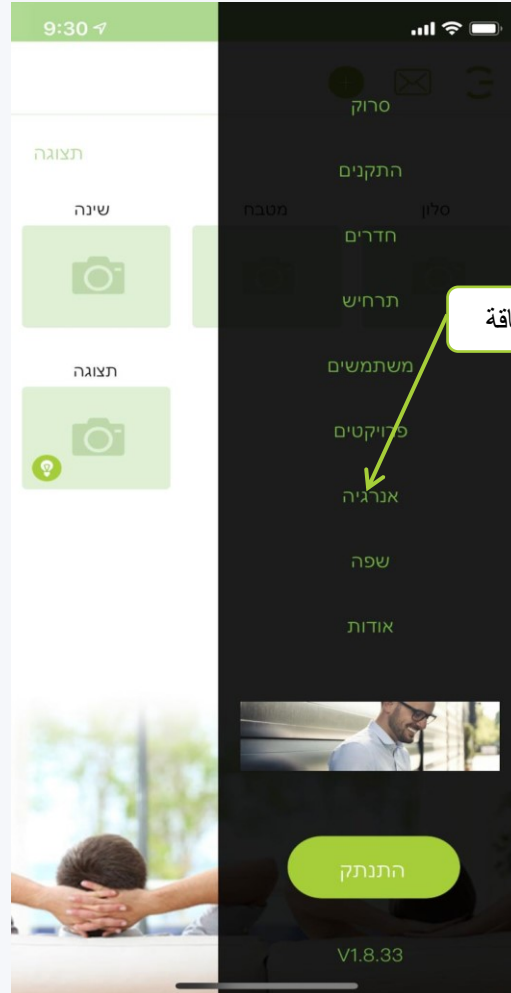 9:30
סרוק
תצוגה
התקנים
סלון
מטבח
שינה
חדרים
תרחיש
משתמשים
תצוגה
פרויקטים
אנרגיה
שפה
אודות
התנתק
V1.8.33